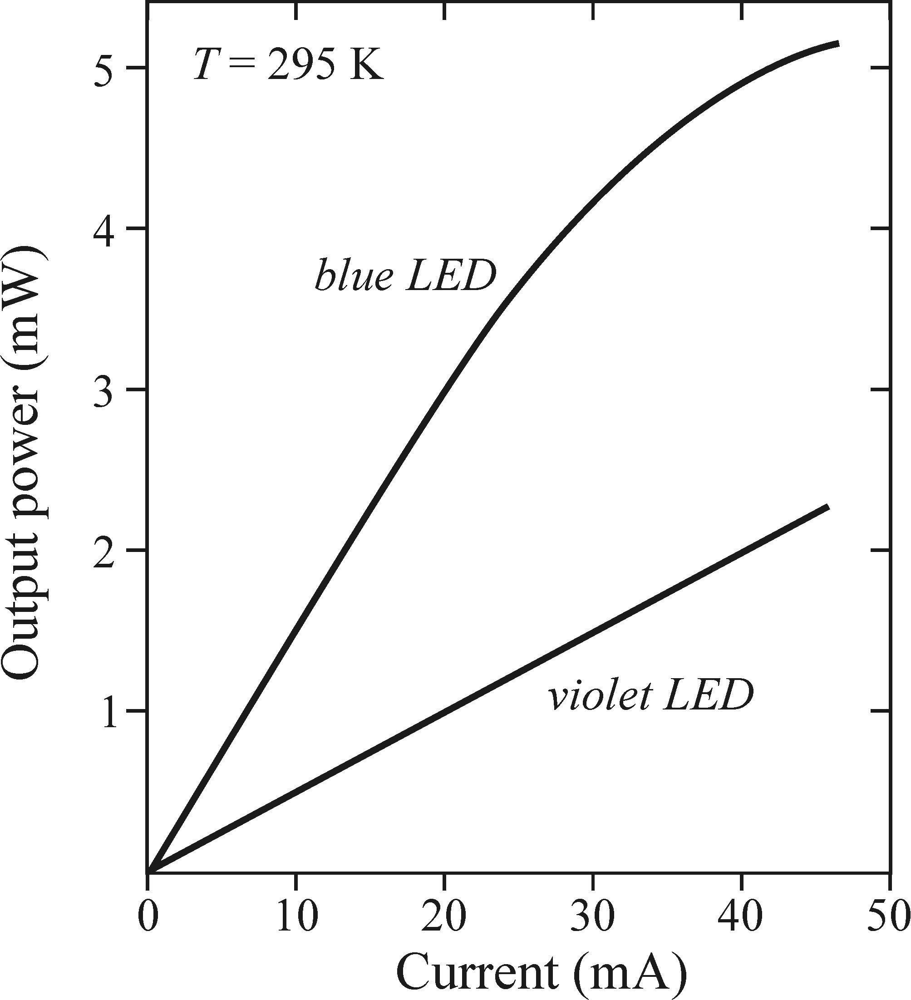 T = 295 K
5
4
3
2
1
blue LED
violet LED
Output power (mW)
0 10 20 30 40 50
Current (mA)